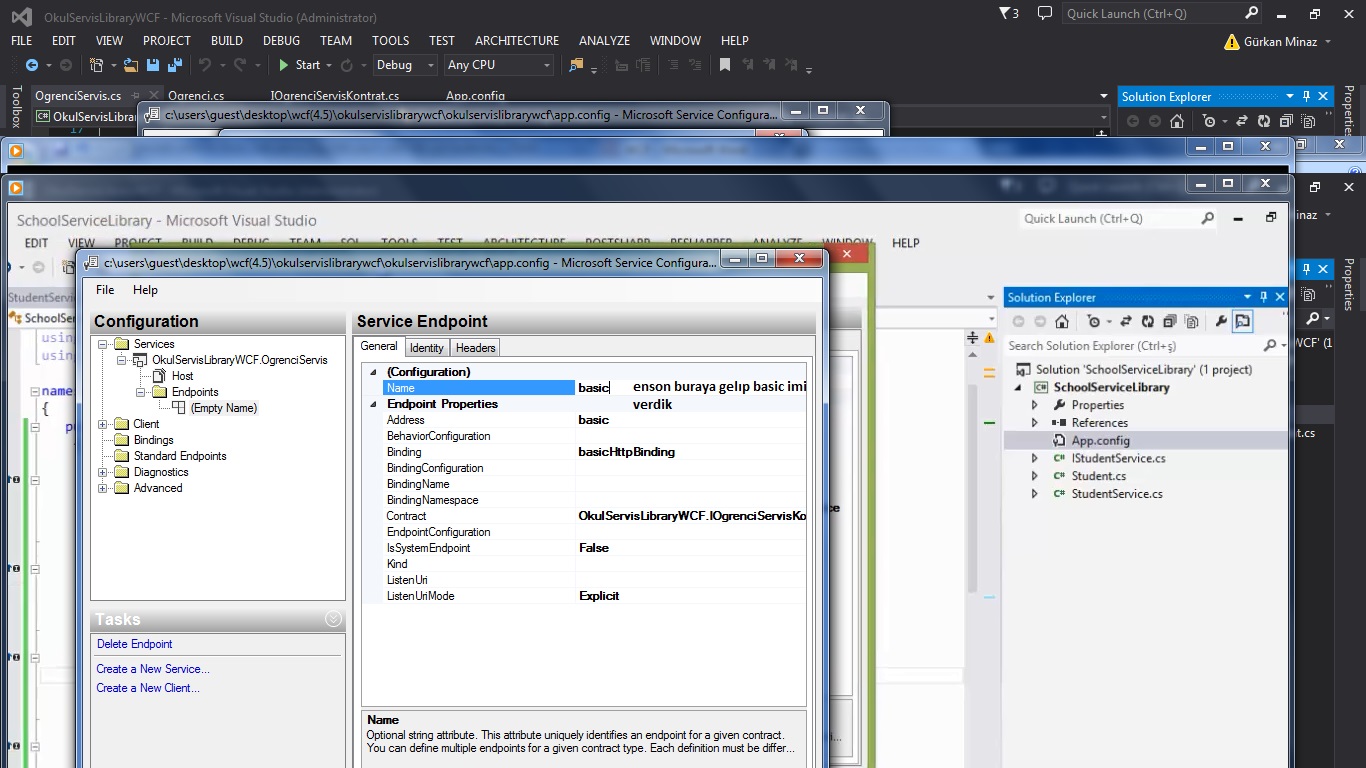 OkulServisLibraryWCF - Microsoft Visual Studio (Administrator)
3
Quick Launch (Ctrl+Q)
FILE EDIT VIEW PROJECT BUILD DEBUG TEAM TOOLS TEST ARCHITECTURE ANALYZE WINDOW HELP
Gürkan Minaz
Start Debug Any CPU
Toolbox
OgrenciServis.cs Ogrenci.cs IOgrenciServisKontrat.cs App.config
Solution Explorer
Properties
OkulServisLibrar
c:\users\guest\desktop\wcf(4.5)\okulservislibrarywcf\okulservislibrarywcf\app.config - Microsoft Service Configura...
17
SchoolServiceLibrary - Microsoft Visual Studio
Quick Launch (Ctrl+Q)
inaz
EDIT VIEW PROJECT BUILD DEBUG TEAM SQL TOOLS TEST ARCHITECTURE POSTSHARP RESHARPER ANALYZE WINDOW HELP
c:\users\guest\desktop\wcf(4.5)\okulservislibrarywcf\okulservislibrarywcf\app.config - Microsoft Service Configura...
File Help
StudentServi
SchoolSer
usin
usin
name
{
p
Configuration
Services
OkulServisLibraryWCF.OgrenciServis
Host
Endpoints
(Empty Name)
Client
Bindings
Standard Endpoints
Diagnostics
Advanced
Tasks
Delete Endpoint
Create a New Service...
Create a New Client...
Service Endpoint
General Identity Headers
(Configuration)
Name basic enson buraya gelıp basic imi
Endpoint Properties verdik
Address basic
BehaviorConfiguration
Binding basicHttpBinding
BindingConfiguration
BindingName
BindingNamespace
Contract OkulServisLibraryWCF.IOgrenciServisKo
EndpointConfiguration
IsSystemEndpoint False
Kind
ListenUri
ListenUriMode Explicit
Name
Optional string attribute. This attribute uniquely identifies an endpoint for a given contract.
You can define multiple endpoints for a given contract type. Each definition must be differ...
ce
i...
Solution Explorer
Search Solution Explorer (Ctrl+ş)
Solution 'SchoolServiceLibrary' (1 project)
SchoolServiceLibrary
Properties
References
App.config
IStudentService.cs
Student.cs
StudentService.cs
Properties
WCF' (1
t.cs